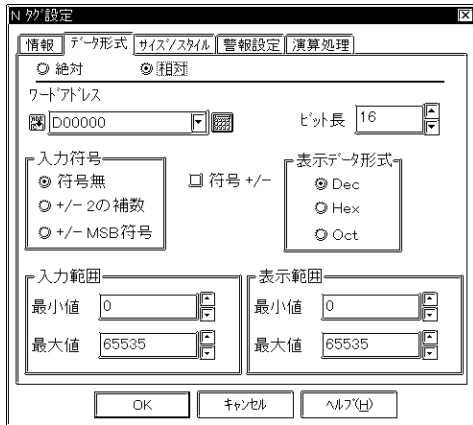 N ﾀｸﾞ設定
情報 ﾃﾞｰﾀ形式 ｻｲｽﾞ/ｽﾀｲﾙ 警報設定 演算処理
絶対 相対
ﾜｰﾄﾞｱﾄﾞﾚｽ
D00000 ﾋﾞｯﾄ長 16
入力符号 表示ﾃﾞｰﾀ形式
符号無 符号 +/- Dec
+/- 2の補数 Hex
+/- MSB符号 Oct
入力範囲 表示範囲
最小値 0 最小値 0
最大値 65535 最大値 65535
OK ｷｬﾝｾﾙ ﾍﾙﾌﾟ(H)